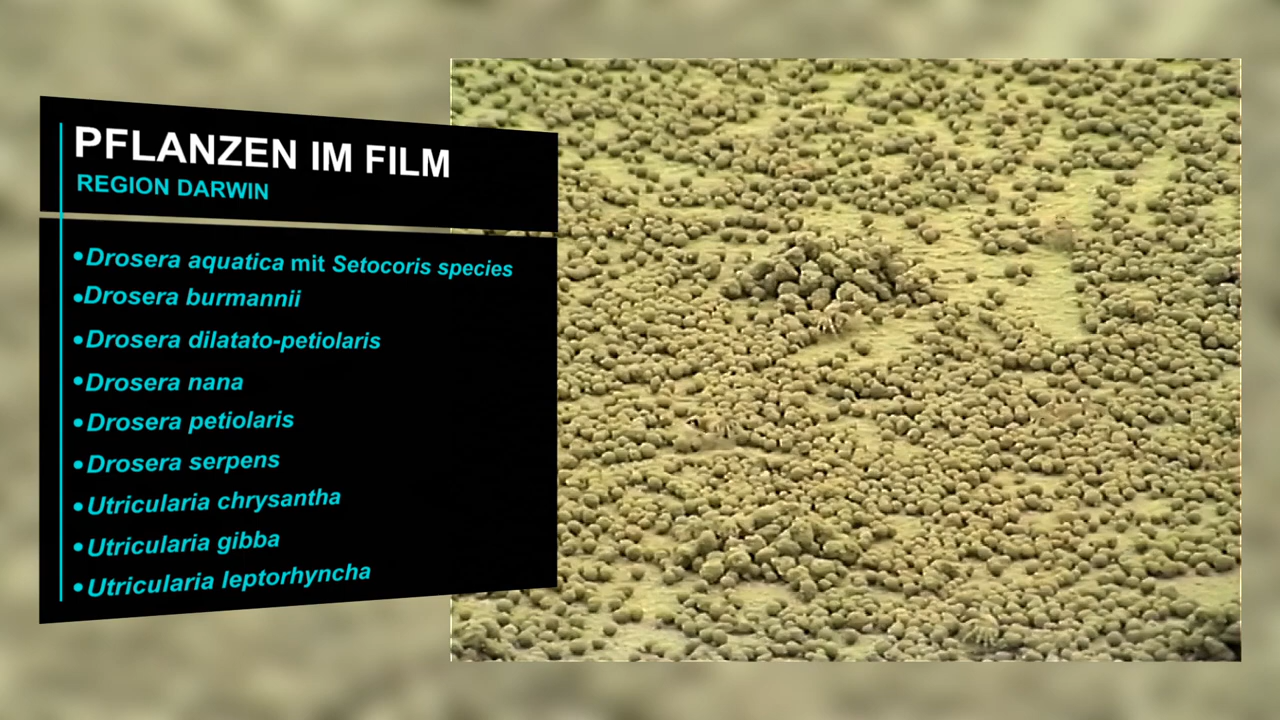 PFLANZEN IM FILM
REGION DARWIN
•Drosera aquatica mit Setocoris species
•Drosera burmannii
•Drosera dilatato-petiolaris
•Drosera nana
•Drosera petiolaris
•Drosera serpens
•Utricularia chrysantha
•Utricularia gibba
•Utricularia leptorhyncha